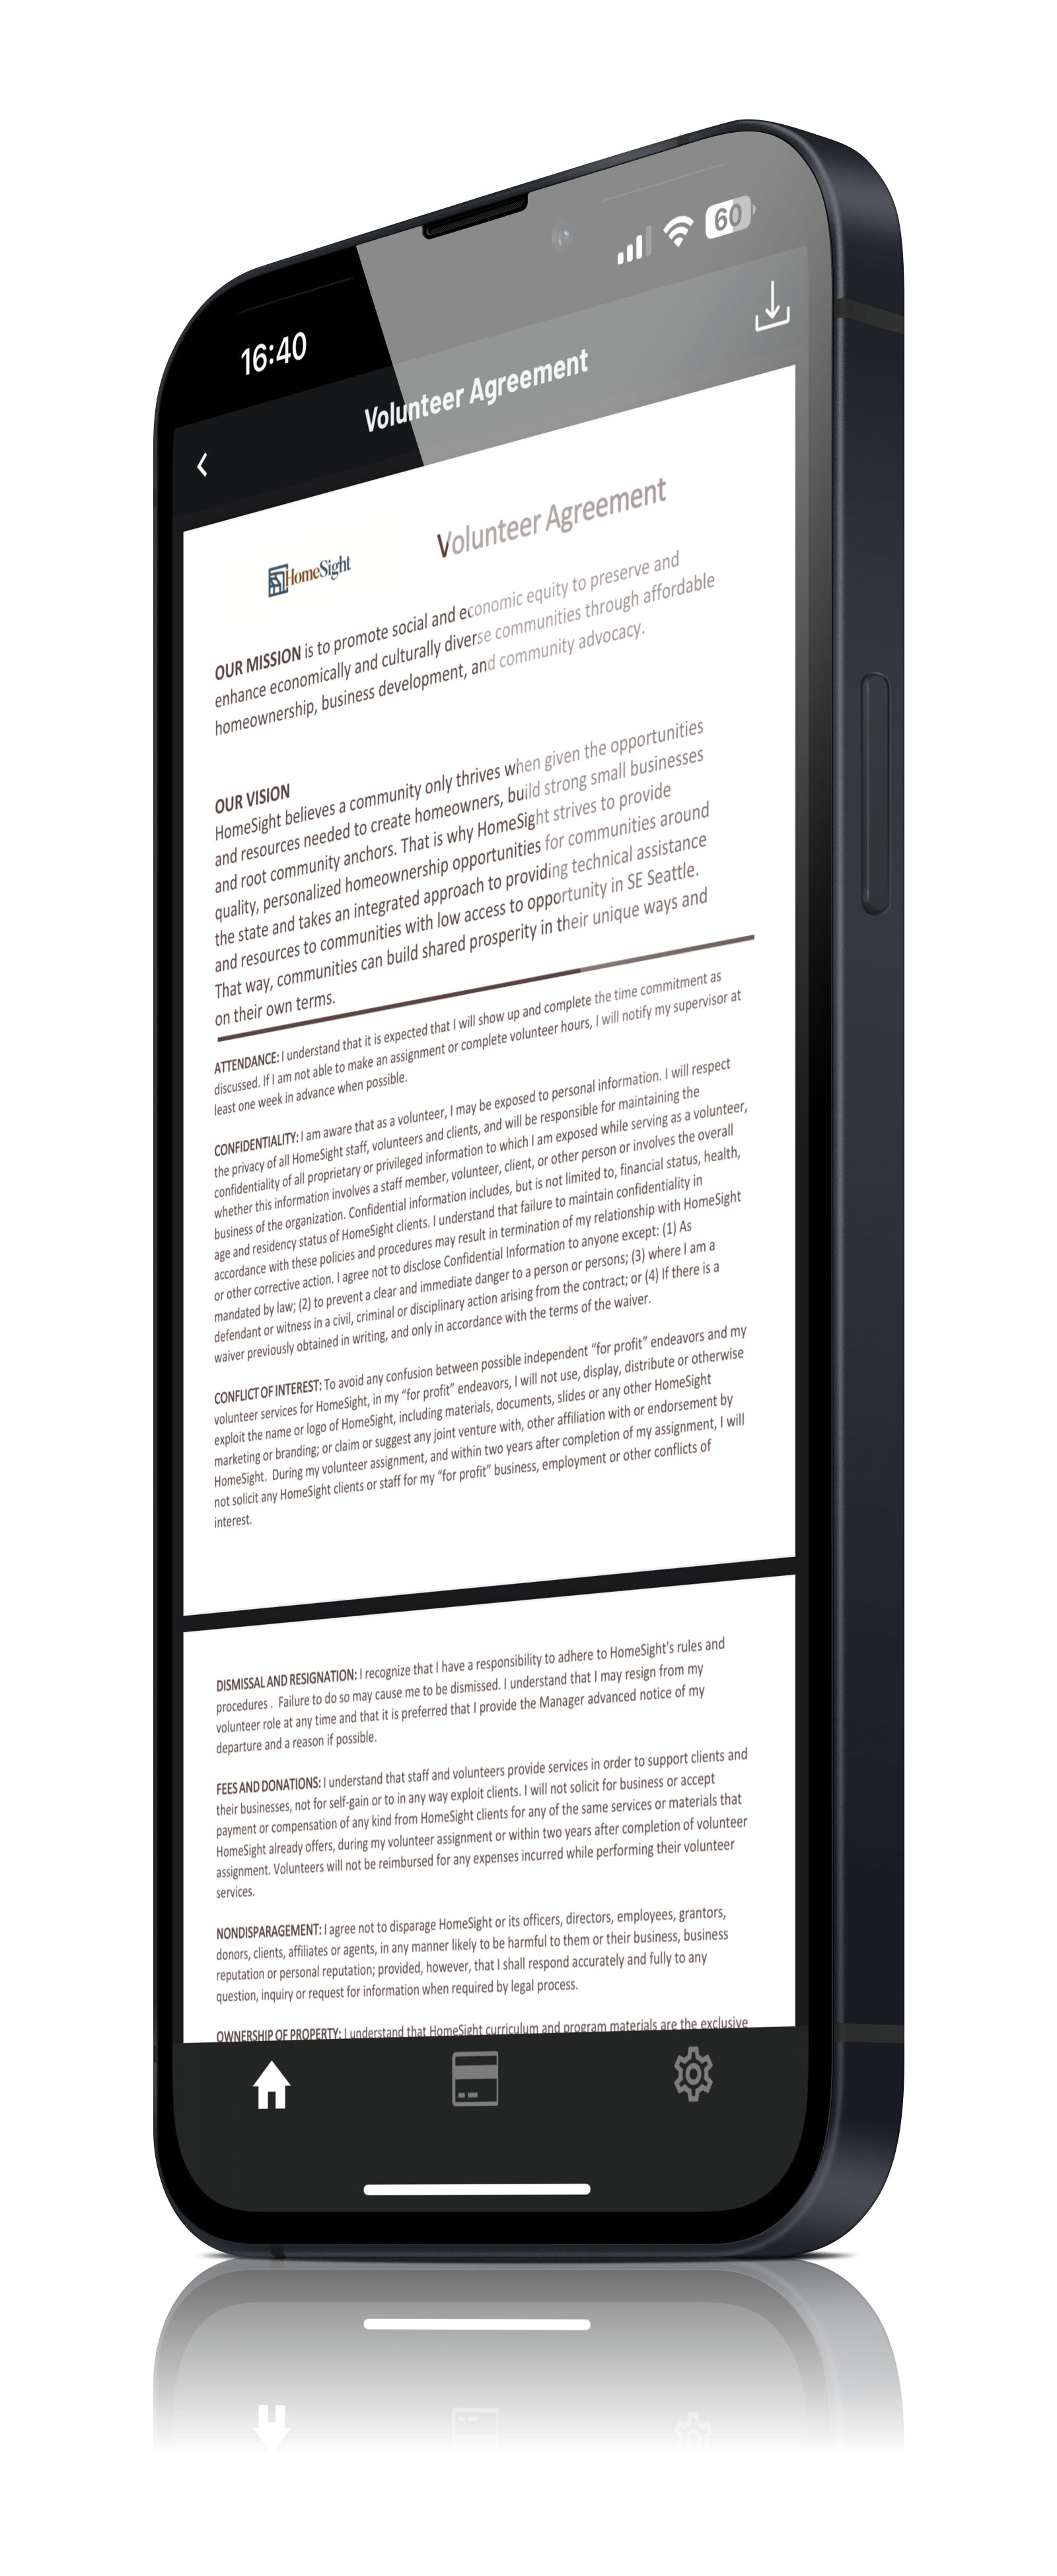 16:40
60
Volunteer Agreement
HomeSight
Volunteer Agreement
OUR MISSION is to promote social and economic equity to preserve and
enhance economically and culturally diverse communities through affordable
homeownership, business development, and community advocacy.
OUR VISION
HomeSight believes a community only thrives when given the opportunities
and resources needed to create homeowners, build strong small businesses
and root community anchors. That is why HomeSight strives to provide
quality, personalized homeownership opportunities for communities around
the state and takes an integrated approach to providing technical assistance
and resources to communities with low access to opportunity in SE Seattle.
That way, communities can build shared prosperity in their unique ways and
on their own terms.
ATTENDANCE: I understand that it is expected that I will show up and complete the time commitment as
discussed. If I am not able to make an assignment or complete volunteer hours, I will notify my supervisor at
least one week in advance when possible.
CONFIDENTIALITY: I am aware that as a volunteer, I may be exposed to personal information. I will respect
the privacy of all HomeSight staff, volunteers and clients, and will be responsible for maintaining the
confidentiality of all proprietary or privileged information to which I am exposed while serving as a volunteer,
whether this information involves a staff member, volunteer, client, or other person or involves the overall
business of the organization. Confidential information includes, but is not limited to, financial status, health,
age and residency status of HomeSight clients. I understand that failure to maintain confidentiality in
accordance with these policies and procedures may result in termination of my relationship with HomeSight
or other corrective action. I agree not to disclose Confidential Information to anyone except: (1) As
mandated by law; (2) to prevent a clear and immediate danger to a person or persons; (3) where I am a
defendant or witness in a civil, criminal or disciplinary action arising from the contract; or (4) If there is a
waiver previously obtained in writing, and only in accordance with the terms of the waiver.
CONFLICT OF INTEREST: To avoid any confusion between possible independent “for profit” endeavors and my
volunteer services for HomeSight, in my “for profit” endeavors, I will not use, display, distribute or otherwise
exploit the name or logo of HomeSight, including materials, documents, slides or any other HomeSight
marketing or branding; or claim or suggest any joint venture with, other affiliation with or endorsement by
HomeSight. During my volunteer assignment, and within two years after completion of my assignment, I will
not solicit any HomeSight clients or staff for my “for profit” business, employment or other conflicts of
interest.
DISMISSAL AND RESIGNATION: I recognize that I have a responsibility to adhere to HomeSight's rules and
procedures . Failure to do so may cause me to be dismissed. I understand that I may resign from my
volunteer role at any time and that it is preferred that I provide the Manager advanced notice of my
departure and a reason if possible.
FEES AND DONATIONS: I understand that staff and volunteers provide services in order to support clients and
their businesses, not for self-gain or to in any way exploit clients. I will not solicit for business or accept
payment or compensation of any kind from HomeSight clients for any of the same services or materials that
HomeSight already offers, during my volunteer assignment or within two years after completion of volunteer
assignment. Volunteers will not be reimbursed for any expenses incurred while performing their volunteer
services.
NONDISPARAGEMENT: I agree not to disparage HomeSight or its officers, directors, employees, grantors,
donors, clients, affiliates or agents, in any manner likely to be harmful to them or their business, business
reputation or personal reputation; provided, however, that I shall respond accurately and fully to any
question, inquiry or request for information when required by legal process.
OWNERSHIP OF PROPERTY: I understand that HomeSight curriculum and program materials are the exclusive